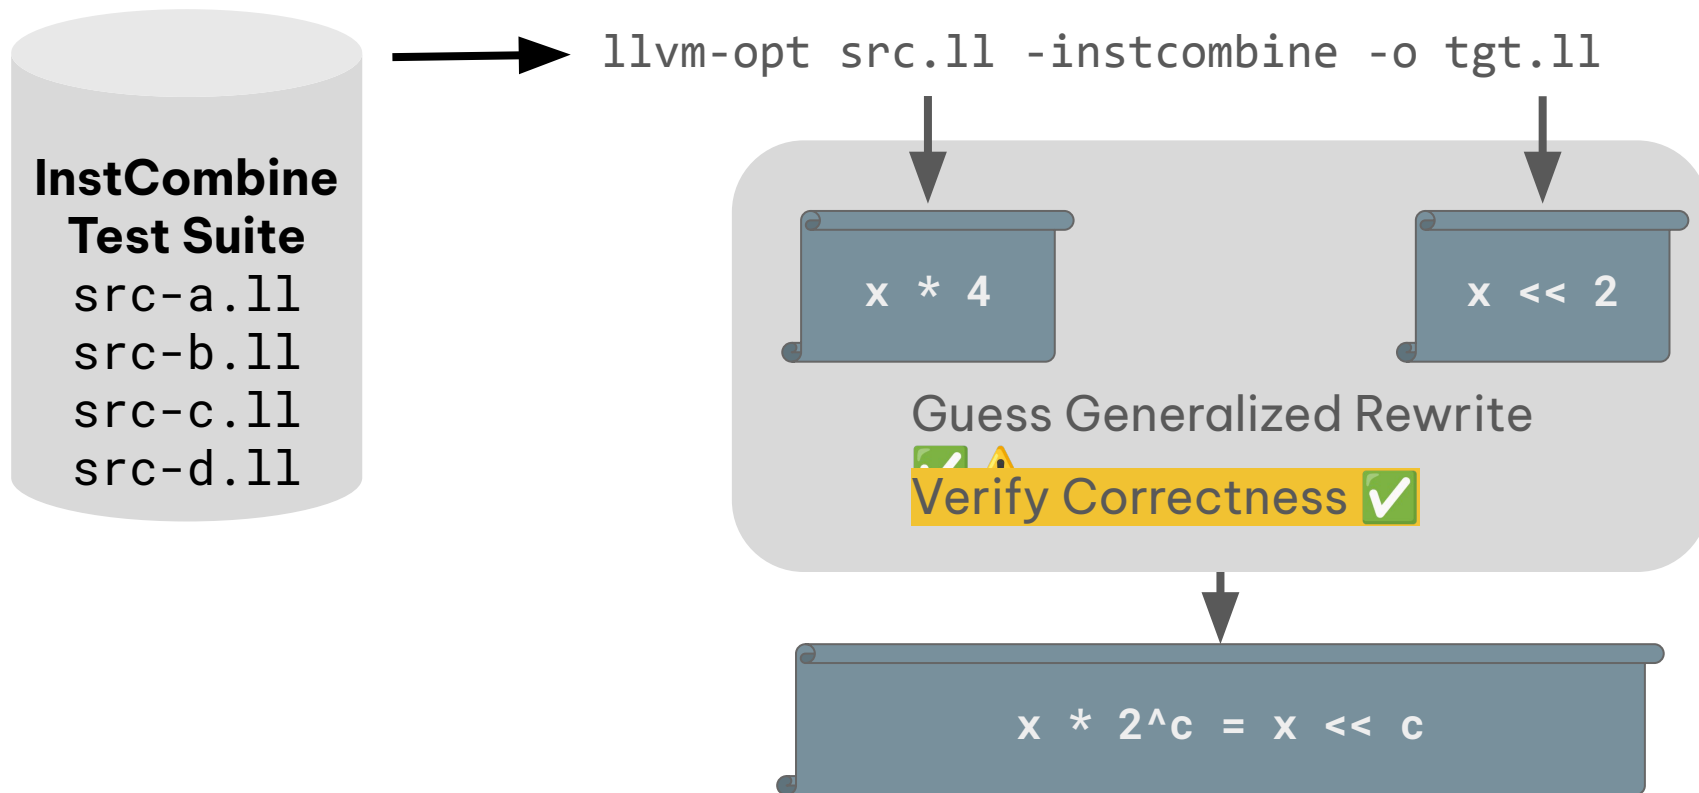 InstCombine
Test Suite
src-a.ll
src-b.ll
src-c.ll
src-d.ll
llvm-opt src.ll -instcombine -o tgt.ll
x * 4
x << 2
Guess Generalized Rewrite
✅ ⚠️
Verify Correctness ✅
x * 2^c = x << c